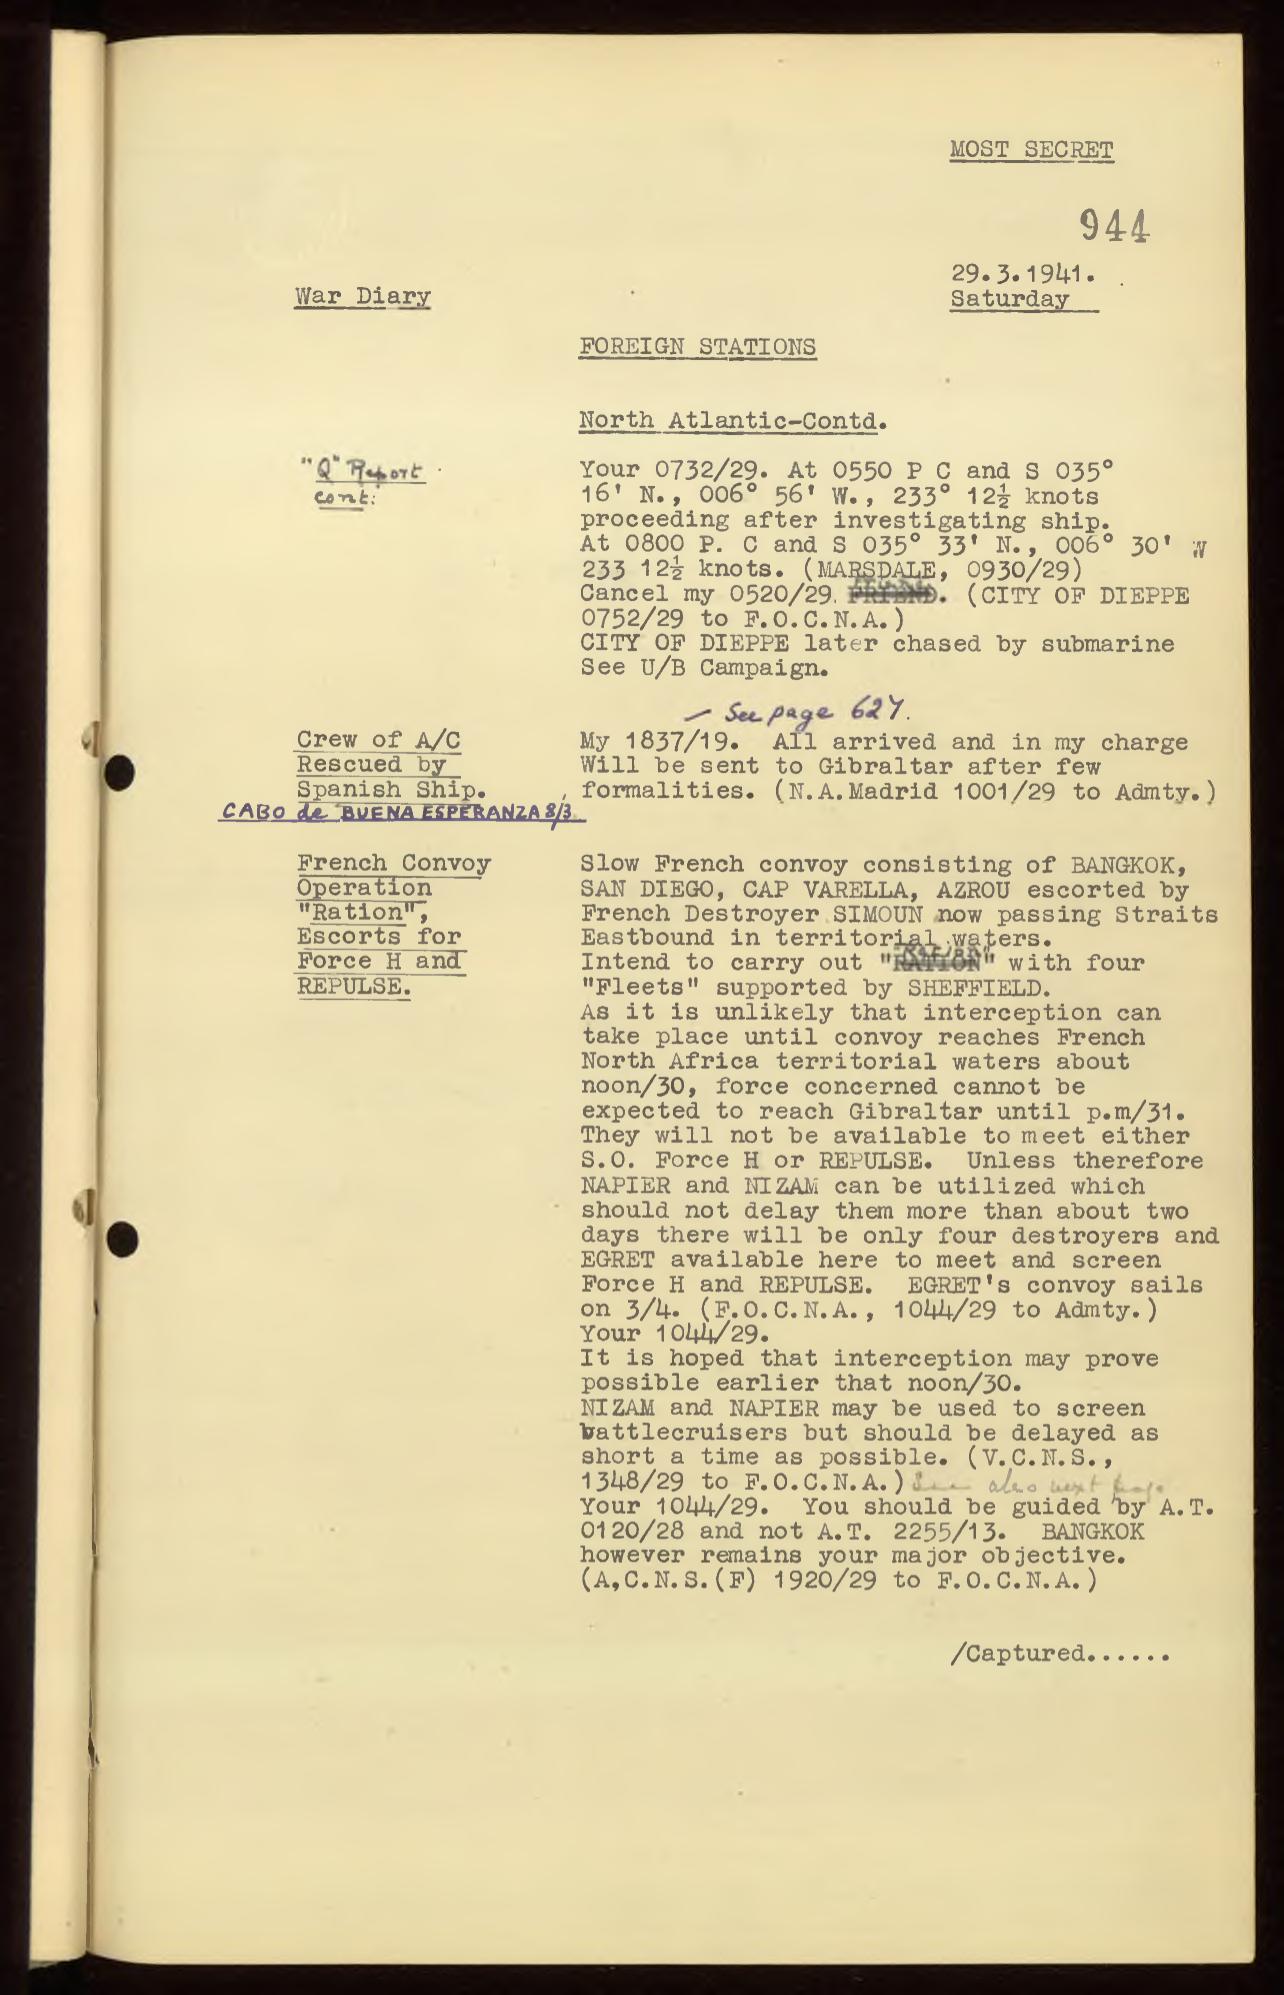 MOST SECRET
944
29.3.1941.
Saturday
War Diary
FOREIGN STATIONS
North Atlantic-Contd.
"Q" Report
cont:
Your 0732/29. At 0550 P C and S 035°
16' N., 006° 56' W., 233° 12½ knots
proceeding after investigating ship.
At 0800 P. C and S 035° 33' N., 006° 30' W
233 12½ knots. (MARSDALE, 0930/29)
Cancel my 0520/29. FRIEND. (CITY OF DIEPPE
0752/29 to F.O.C.N.A.)
CITY OF DIEPPE later chased by submarine
See U/B Campaign.
— See page 627.
Crew of A/C
Rescued by
Spanish Ship.
CABO de BUENA ESPERANZA 8/3
My 1837/19. All arrived and in my charge
Will be sent to Gibraltar after few
formalities. (N.A.Madrid 1001/29 to Admty.)
French Convoy
Operation
"Ration",
Escorts for
Force H and
REPULSE.
Slow French convoy consisting of BANGKOK,
SAN DIEGO, CAP VARELLA, AZROU escorted by
French Destroyer SIMOUN now passing Straits
Eastbound in territorial waters.
"Ration"
Intend to carry out "RATION" with four
"Fleets" supported by SHEFFIELD.
As it is unlikely that interception can
take place until convoy reaches French
North Africa territorial waters about
noon/30, force concerned cannot be
expected to reach Gibraltar until p.m/31.
They will not be available to meet either
S.O. Force H or REPULSE. Unless therefore
NAPIER and NIZAM can be utilized which
should not delay them more than about two
days there will be only four destroyers and
EGRET available here to meet and screen
Force H and REPULSE. EGRET's convoy sails
on 3/4. (F.O.C.N.A., 1044/29 to Admty.)
Your 1044/29.
It is hoped that interception may prove
possible earlier that noon/30.
NIZAM and NAPIER may be used to screen
battlecruisers but should be delayed as
short a time as possible. (V.C.N.S.,
1348/29 to F.O.C.N.A.) See also next page
Your 1044/29. You should be guided by A.T.
0120/28 and not A.T. 2255/13. BANGKOK
however remains your major objective.
(A,C.N.S.(F) 1920/29 to F.O.C.N.A.)
/Captured......